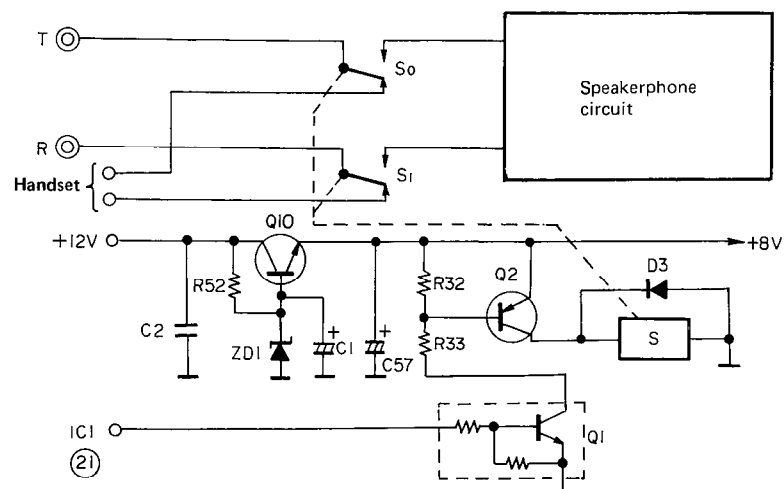 T
So
Speakerphone
circuit
R
Handset
S1
Q10
+12V
+8V
R52
R32
Q2
D3
C2
ZD1
+
C1
+
C57
R33
S
IC1
Q1
21